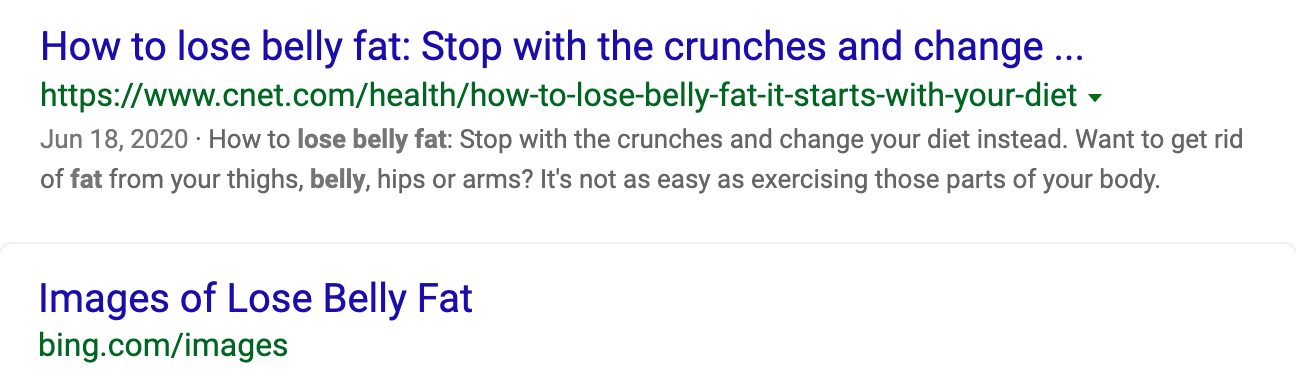 How to lose belly fat: Stop with the crunches and change ...
https://www.cnet.com/health/how-to-lose-belly-fat-it-starts-with-your-diet
Jun 18, 2020 · How to lose belly fat: Stop with the crunches and change your diet instead. Want to get rid
of fat from your thighs, belly, hips or arms? It's not as easy as exercising those parts of your body.
Images of Lose Belly Fat
bing.com/images